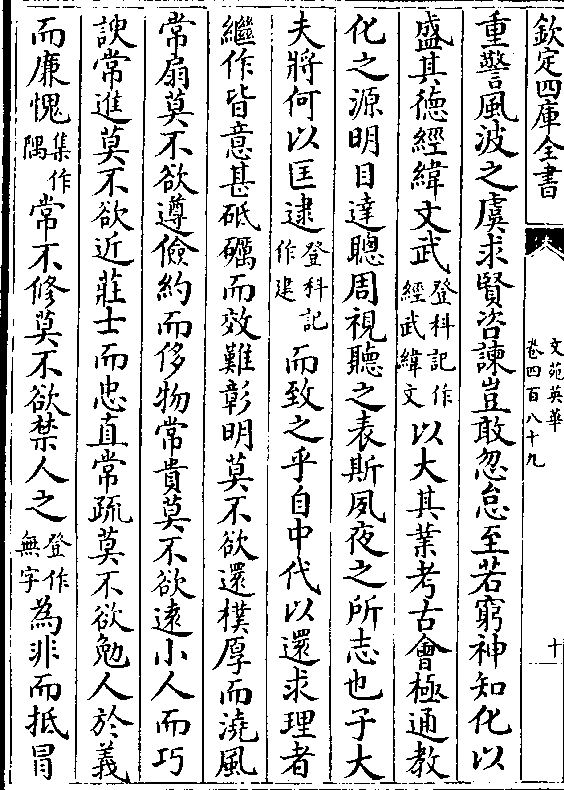 欽定四庫全書
文苑英華
卷四百八十九
十
重警風波之虞求賢咨諫豈敢忽怠至若窮神知化以
盛其德經緯文武登科記作經武緯文以大其業考古會極通教
化之源明目達聰周視聽之表斯夙夜之所志也子大
夫將何以匡逮登科記作建而致之乎自中代以還求理者
繼作皆意甚砥礪而效難彰明莫不欲還樸厚而澆風
常扇莫不欲遵儉約而侈物常貴莫不欲遠小人而巧
諛常進莫不欲近莊士而忠直常疏莫不欲勉人於義
而廉愧集作隅常不修莫不欲禁人之登作無字為非而抵冒